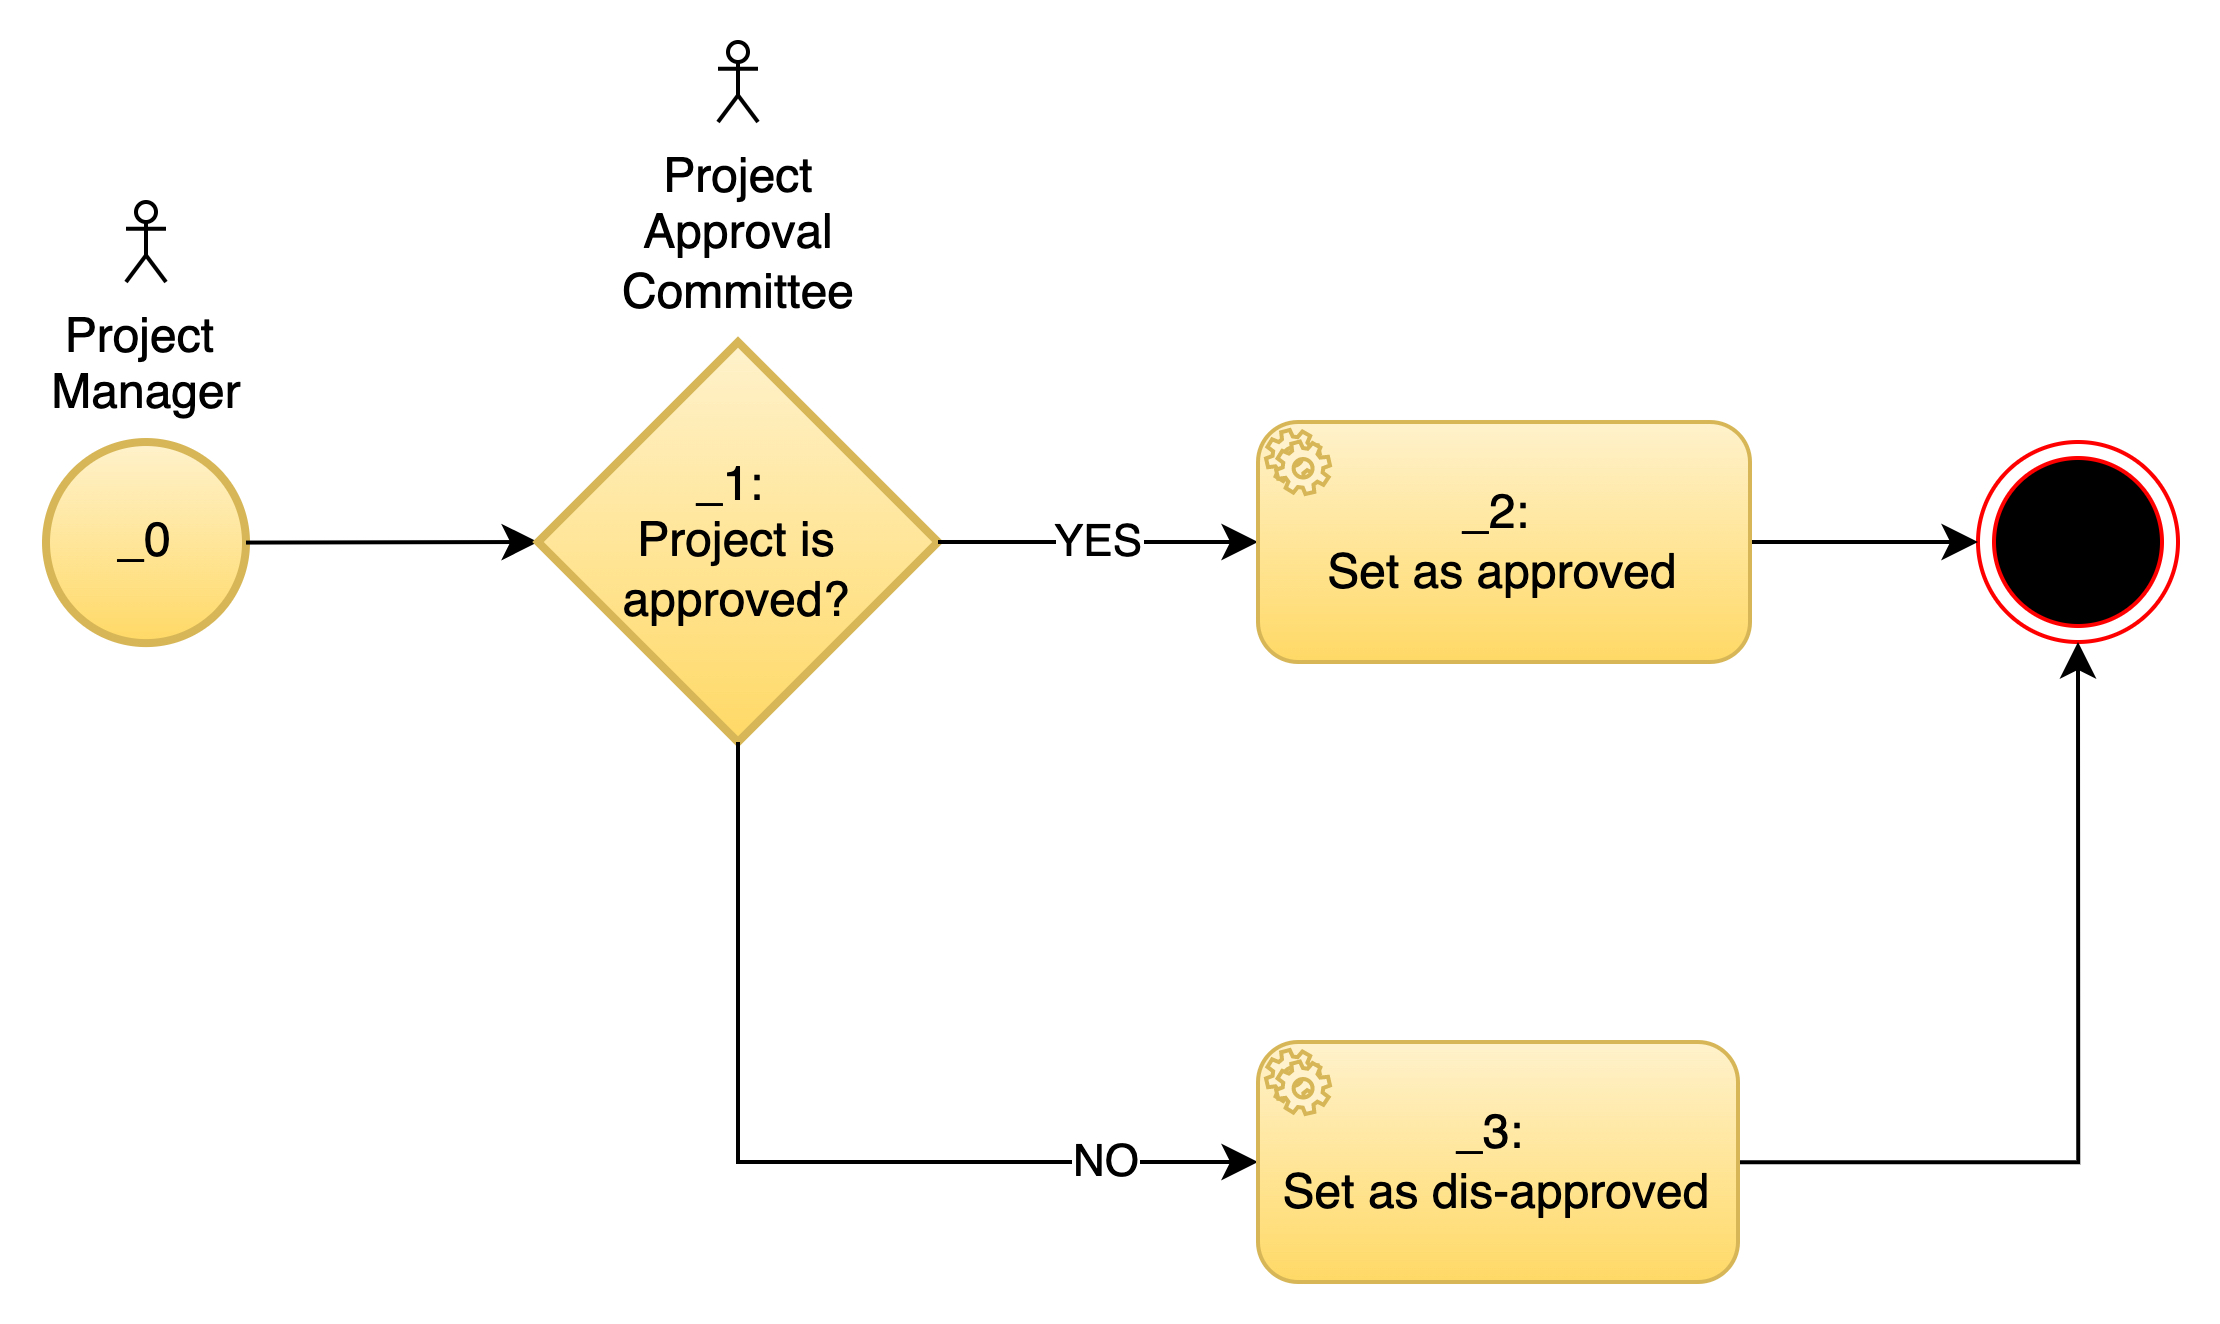 Project
Manager
_0
Project
Approval
Committee
_1:
Project is
approved?
YES
_2:
Set as approved
NO
_3:
Set as dis-approved